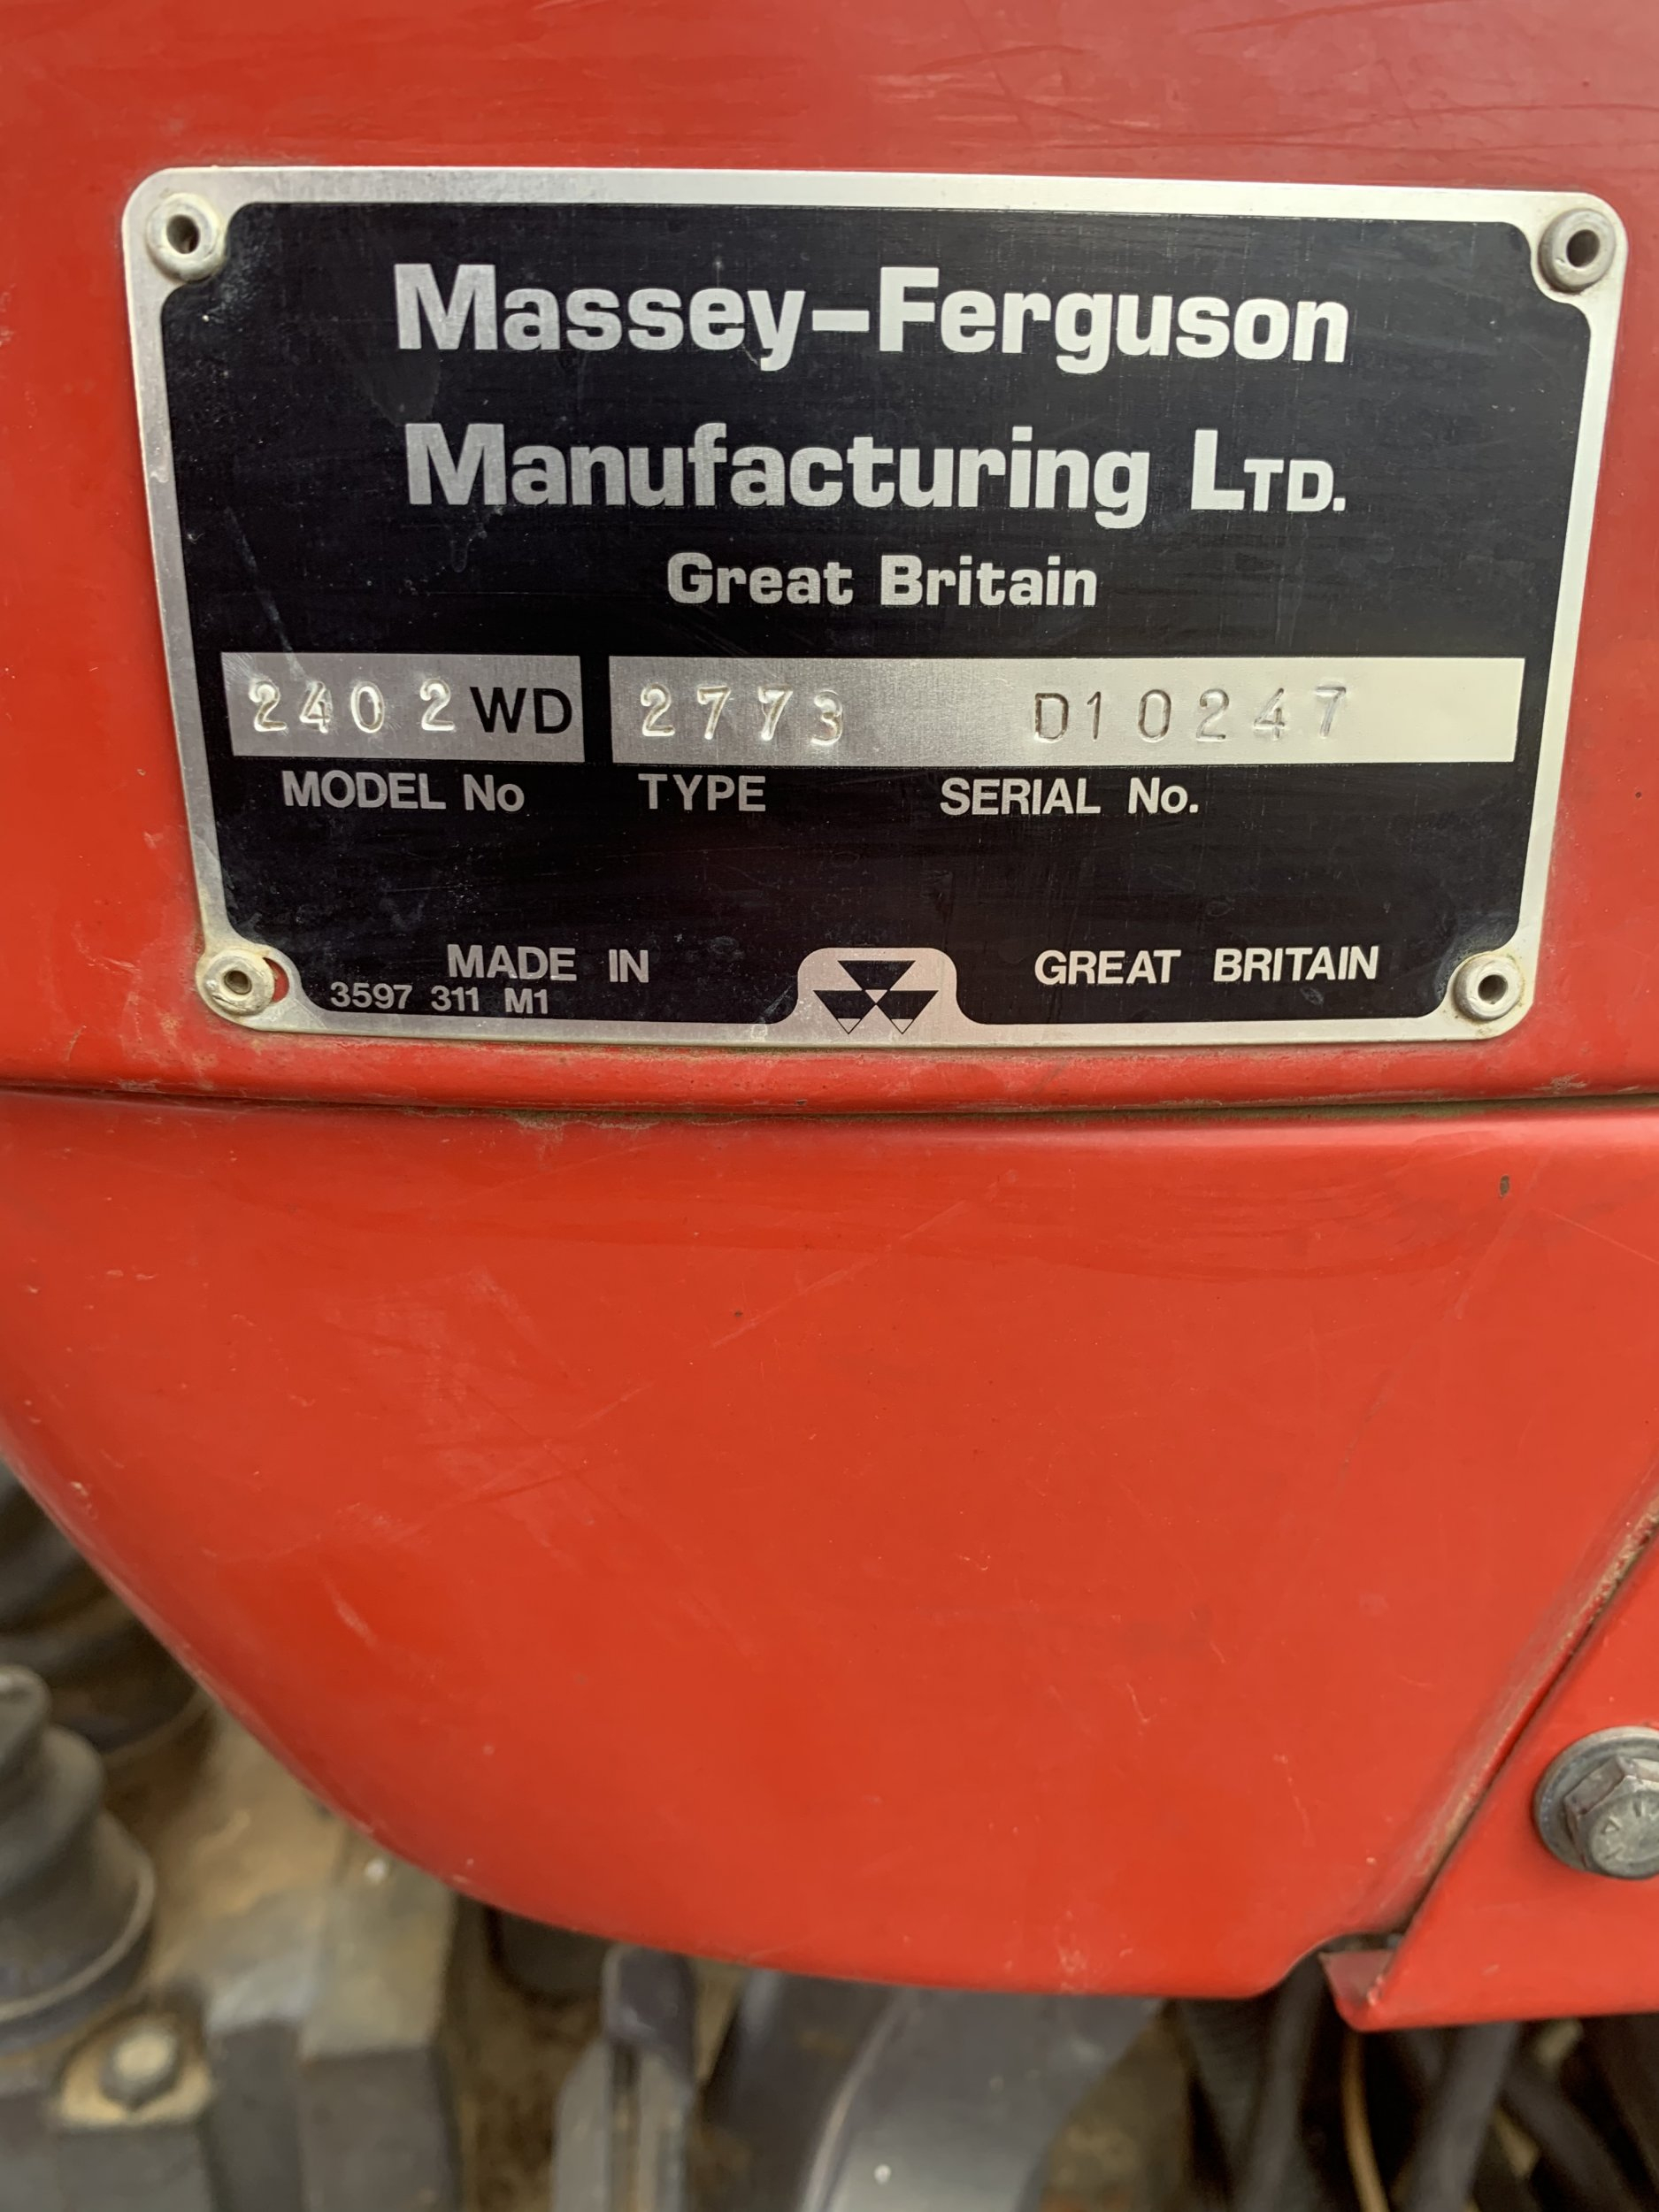 Massey-Ferguson
Manufacturing LTD.
Great Britain
240 2WD 2773 D10247
MODEL No TYPE SERIAL No.
MADE IN GREAT BRITAIN
3597 311 M1